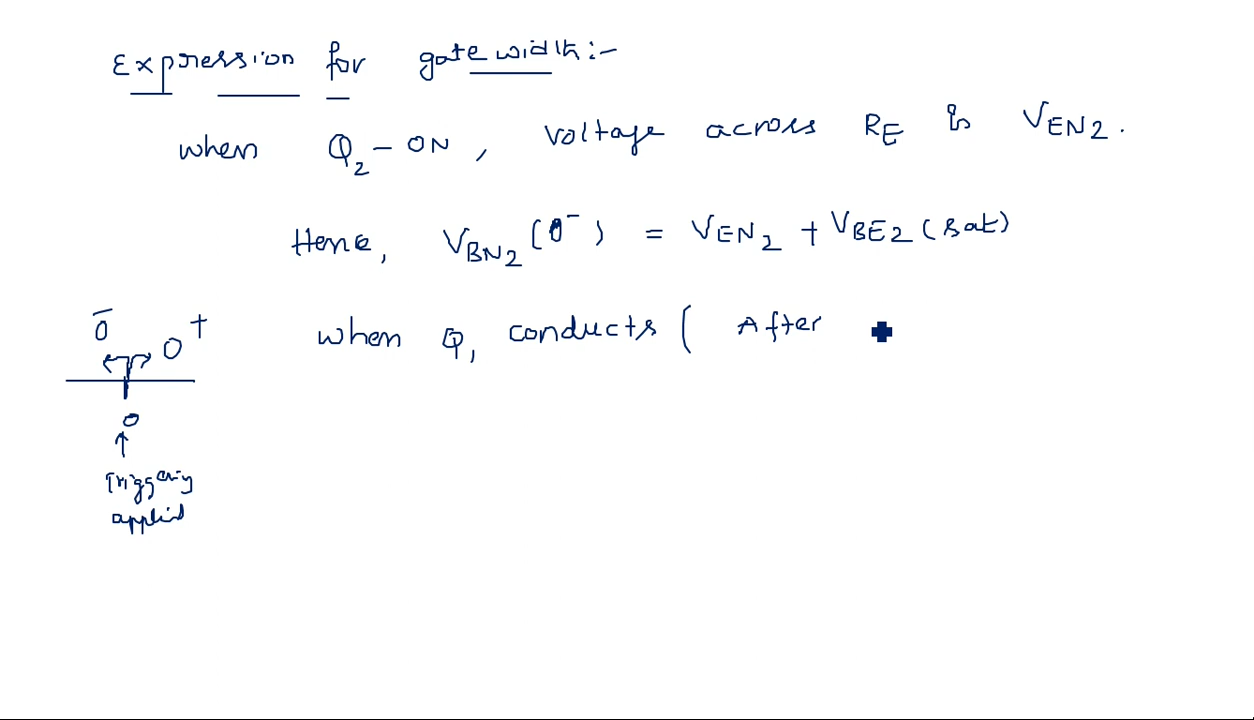 Expression for gate width:-
when Q2 - ON, voltage across RE is VEN2.
Hence, VBN2 (0-) = VEN2 + VBE2 (sat)
when Q1 conducts ( After
0- 0+
0
↑
Triggering
applied